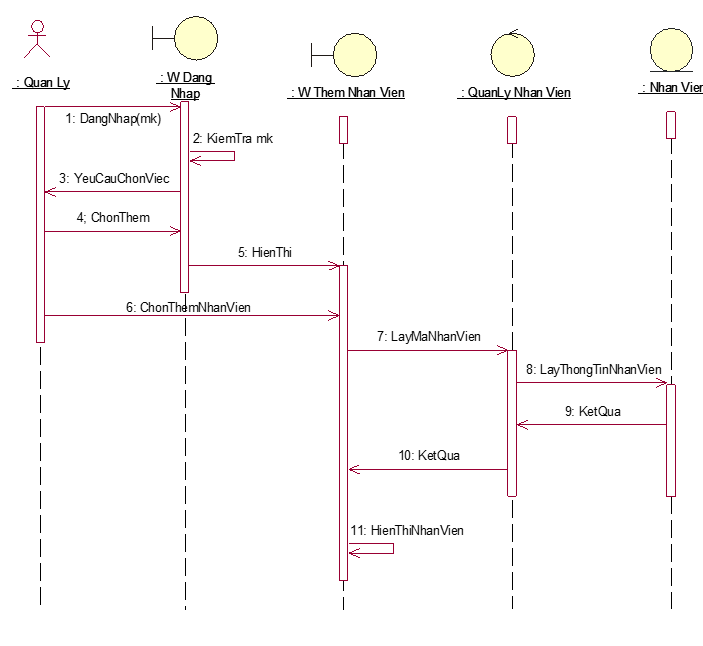 : Quan Ly
: W Dang
Nhap
: W Them Nhan Vien
: QuanLy Nhan Vien
: Nhan Vien
1: DangNhap(mk)
2: KiemTra mk
3: YeuCauChonViec
4; ChonThem
5: HienThi
6: ChonThemNhanVien
7: LayMaNhanVien
8: LayThongTinNhanVien
9: KetQua
10: KetQua
11: HienThiNhanVien